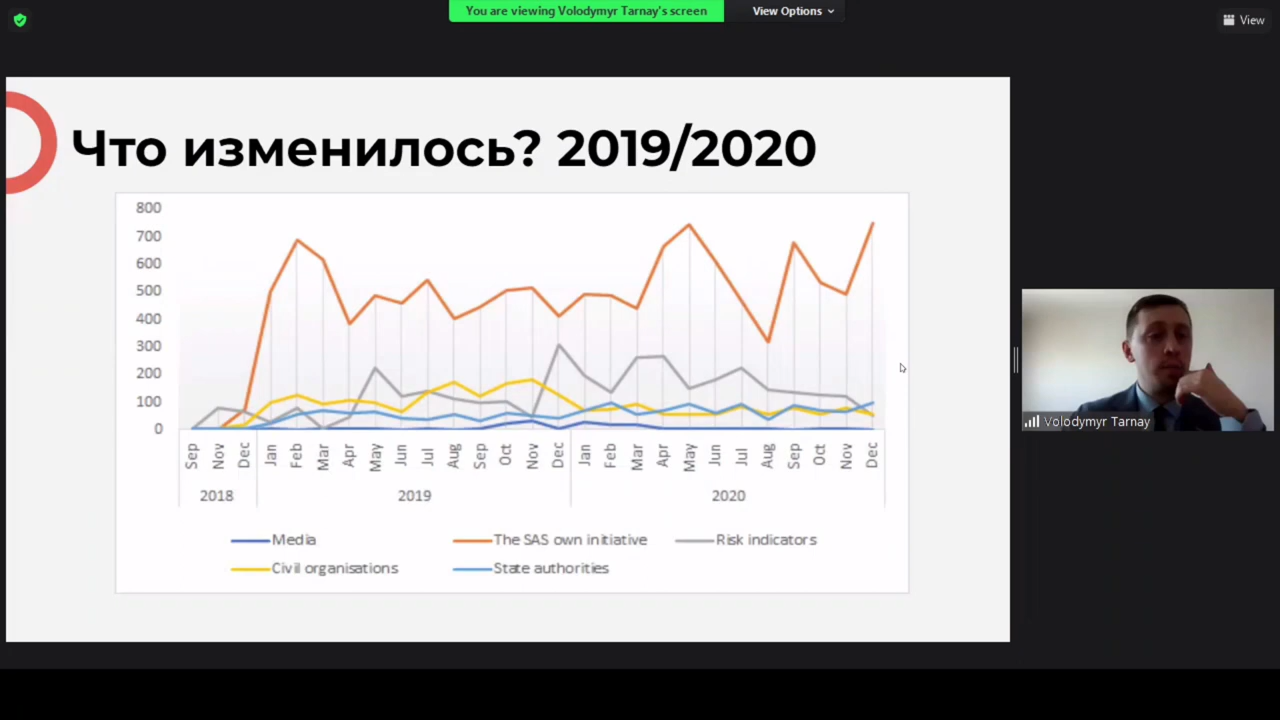 You are viewing Volodymyr Tarnay's screen
View Options
View
Что изменилось? 2019/2020
800
700
600
500
400
300
200
100
0
Sep Nov Dec Jan Feb Mar Apr May Jun Jul Aug Sep Oct Nov Dec Jan Feb Mar Apr May Jun Jul Aug Sep Oct Nov Dec
2018 2019 2020
Media The SAS own initiative Risk indicators
Civil organisations State authorities
Volodymyr Tarnay